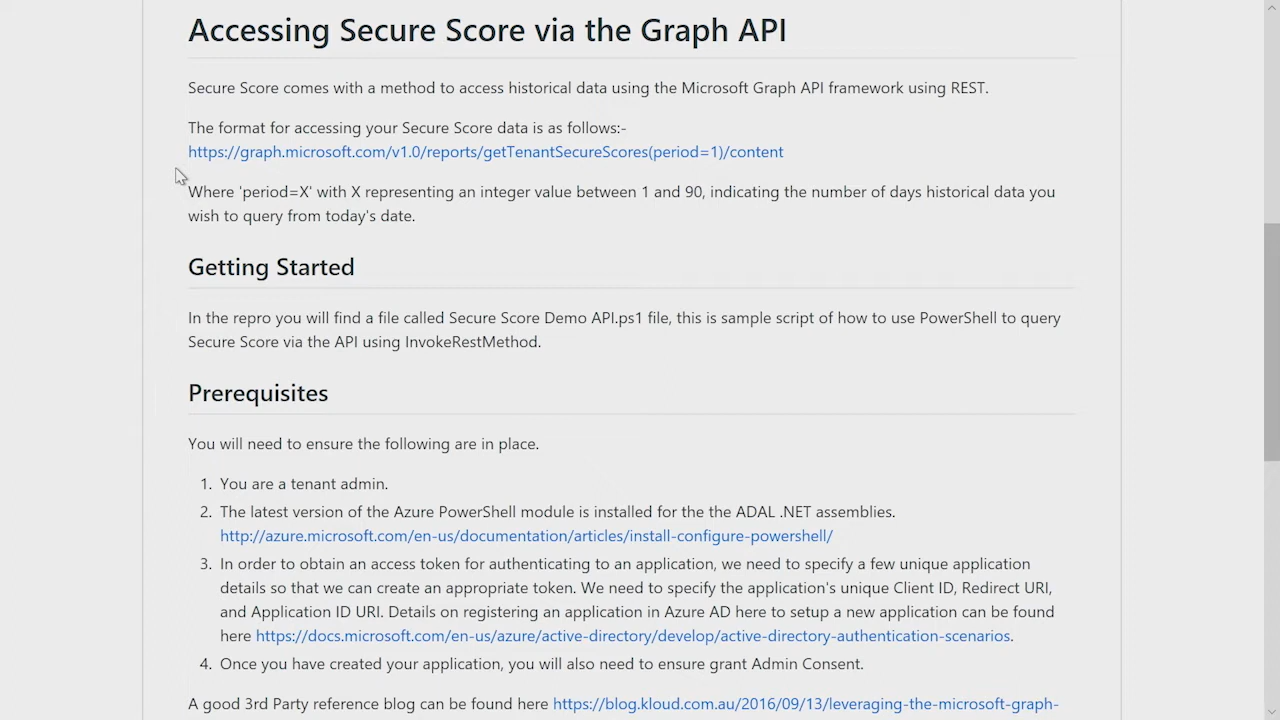 Accessing Secure Score via the Graph API
Secure Score comes with a method to access historical data using the Microsoft Graph API framework using REST.
The format for accessing your Secure Score data is as follows:-
https://graph.microsoft.com/v1.0/reports/getTenantSecureScores(period=1)/content
Where 'period=X' with X representing an integer value between 1 and 90, indicating the number of days historical data you
wish to query from today's date.
Getting Started
In the repro you will find a file called Secure Score Demo API.ps1 file, this is sample script of how to use PowerShell to query
Secure Score via the API using InvokeRestMethod.
Prerequisites
You will need to ensure the following are in place.
1. You are a tenant admin.
2. The latest version of the Azure PowerShell module is installed for the the ADAL .NET assemblies.
http://azure.microsoft.com/en-us/documentation/articles/install-configure-powershell/
3. In order to obtain an access token for authenticating to an application, we need to specify a few unique application
details so that we can create an appropriate token. We need to specify the application's unique Client ID, Redirect URI,
and Application ID URI. Details on registering an application in Azure AD here to setup a new application can be found
here https://docs.microsoft.com/en-us/azure/active-directory/develop/active-directory-authentication-scenarios.
4. Once you have created your application, you will also need to ensure grant Admin Consent.
A good 3rd Party reference blog can be found here https://blog.kloud.com.au/2016/09/13/leveraging-the-microsoft-graph-